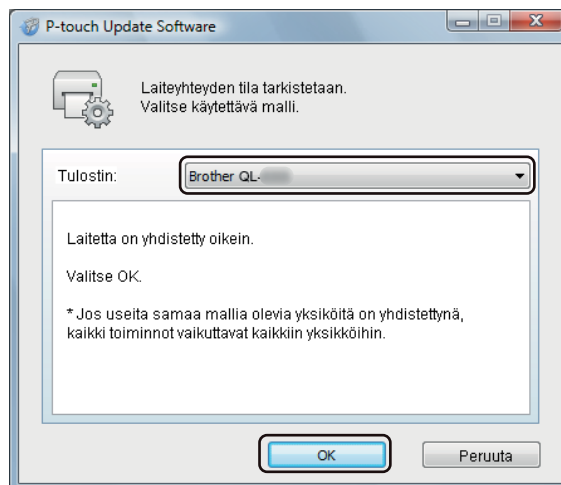 P-touch Update Software
Laiteyhteyden tila tarkistetaan.
Valitse käytettävä malli.
Tulostin:
Brother QL-
Laitetta on yhdistetty oikein.
Valitse OK.
* Jos useita samaa mallia olevia yksiköitä on yhdistettynä,
kaikki toiminnot vaikuttavat kaikkiin yksikköihin.
OK
Peruuta